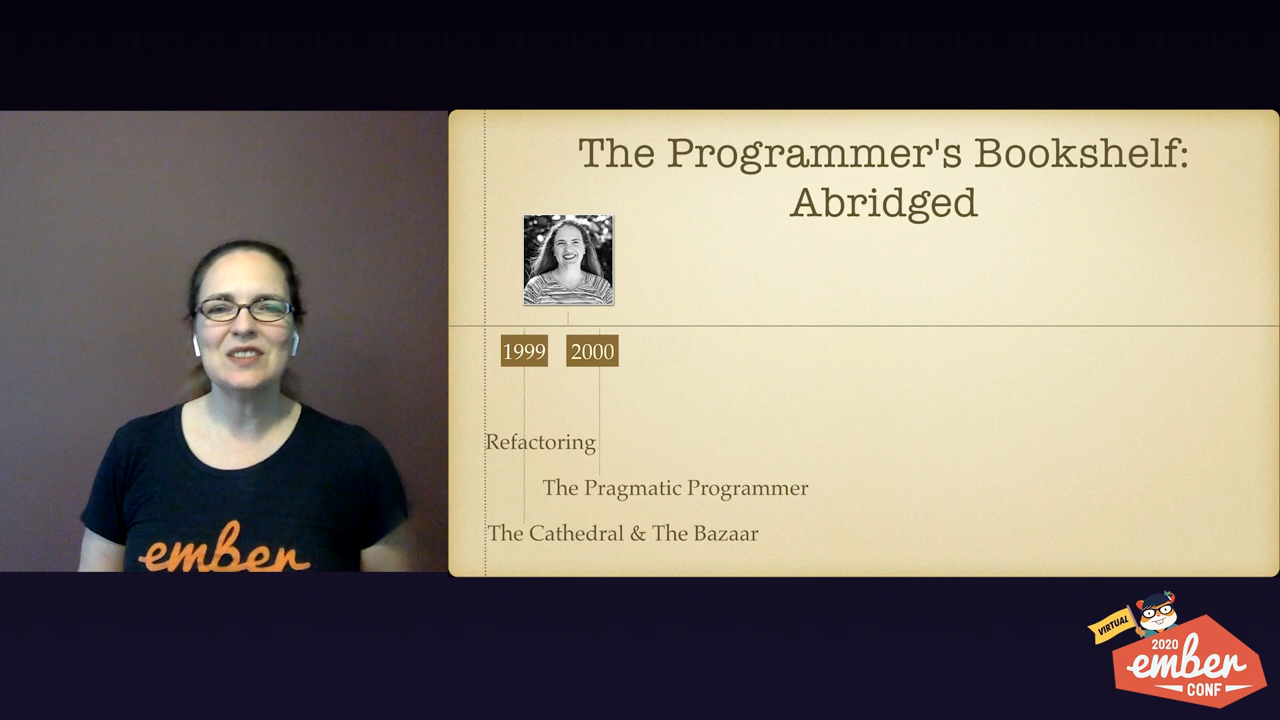 The Programmer's Bookshelf:
Abridged
1999
2000
Refactoring
The Pragmatic Programmer
The Cathedral & The Bazaar
ember
VIRTUAL
2020
ember
CONF